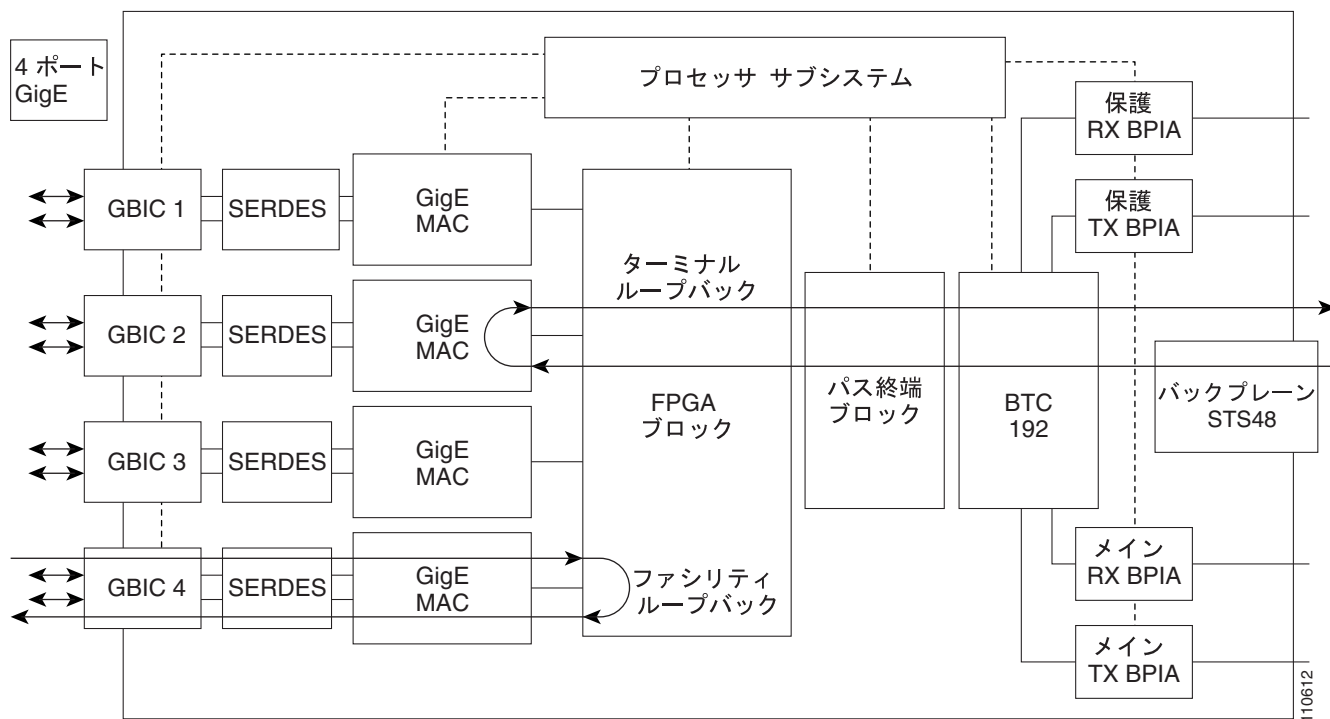 4 ポート
GigE
プロセッサ サブシステム
保護
RX BPIA
保護
TX BPIA
GBIC 1
SERDES
GigE
MAC
ターミナル
ループバック
GBIC 2
SERDES
GigE
MAC
FPGA
ブロック
パス終端
ブロック
BTC
192
バックプレーン
STS48
GBIC 3
SERDES
GigE
MAC
GBIC 4
SERDES
GigE
MAC
ファシリティ
ループバック
メイン
RX BPIA
メイン
TX BPIA
110612